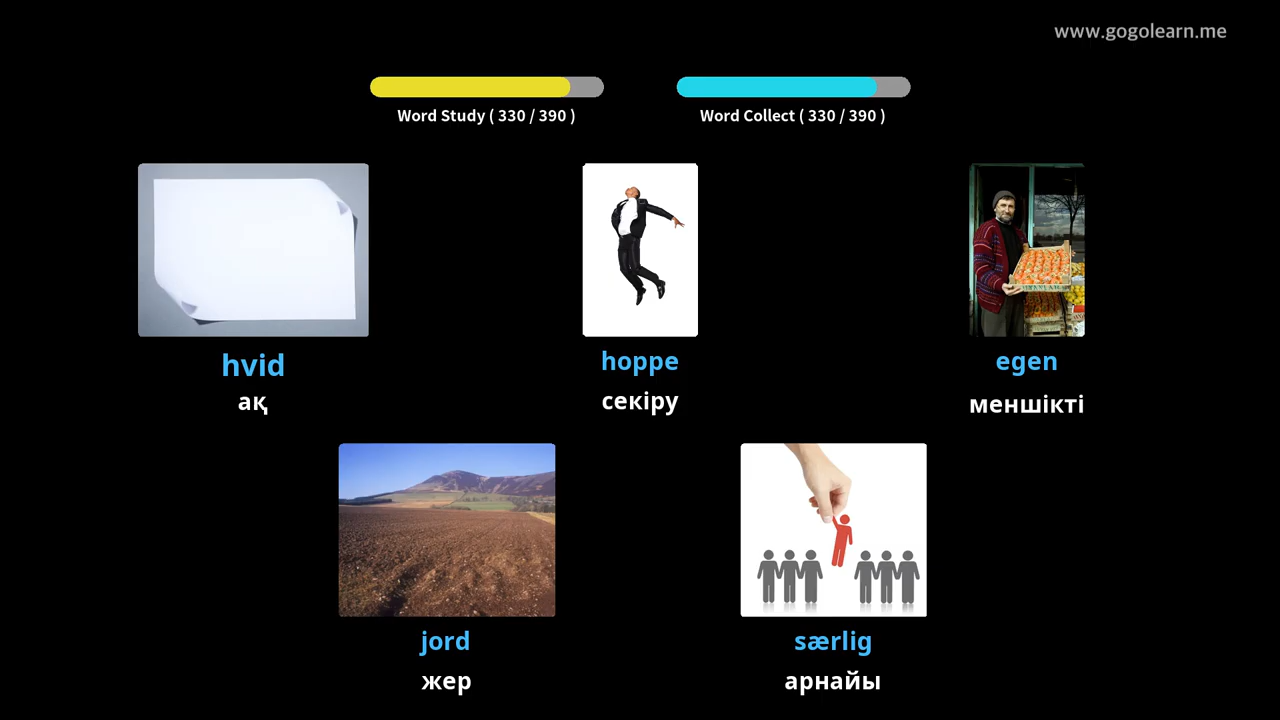 www.gogolearn.me
Word Study ( 330 / 390 )
Word Collect ( 330 / 390 )
hvid
ақ
hoppe
секіру
egen
меншікті
jord
жер
særlig
арнайы